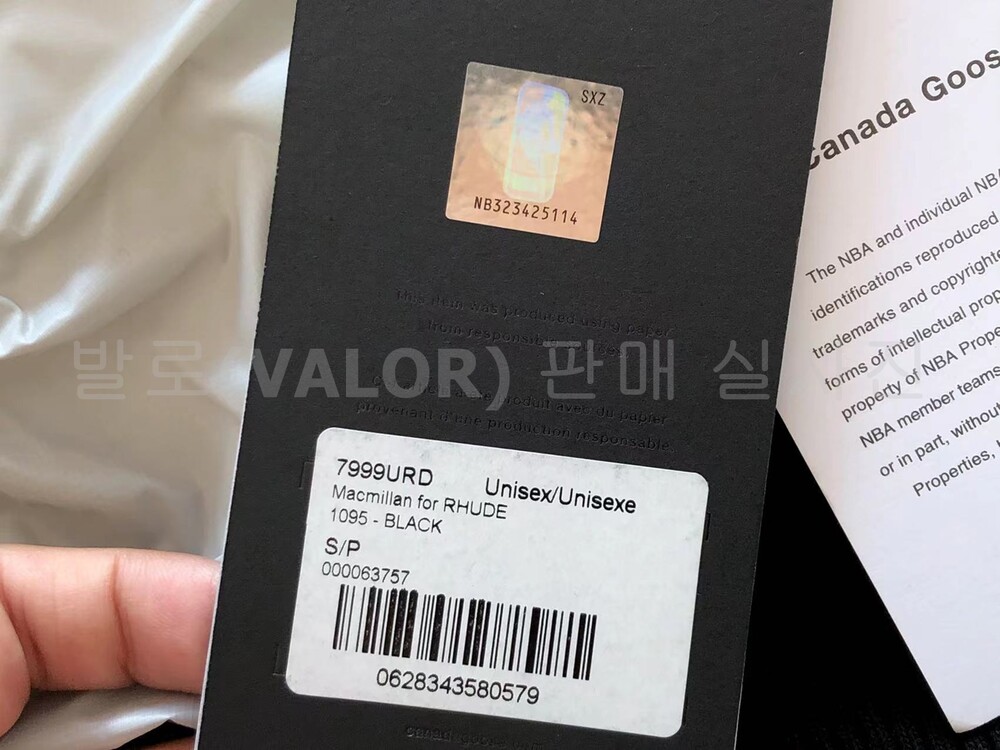 SXZ
NB323425114
This item was produced using paper
from responsible
produit avec du papier
provenant d'une production responsable
7999URD Unisex/Unisexe
Macmillan for RHUDE
1095 - BLACK
S/P
000063757
0628343580579
Canada Goos
The NBA and individual NBA
identifications reproduced
trademarks and copyrighte
forms of intellectual prop
property of NBA Prope
NBA member teams
or in part, without
Properties,
발로 VALOR) 판매 실